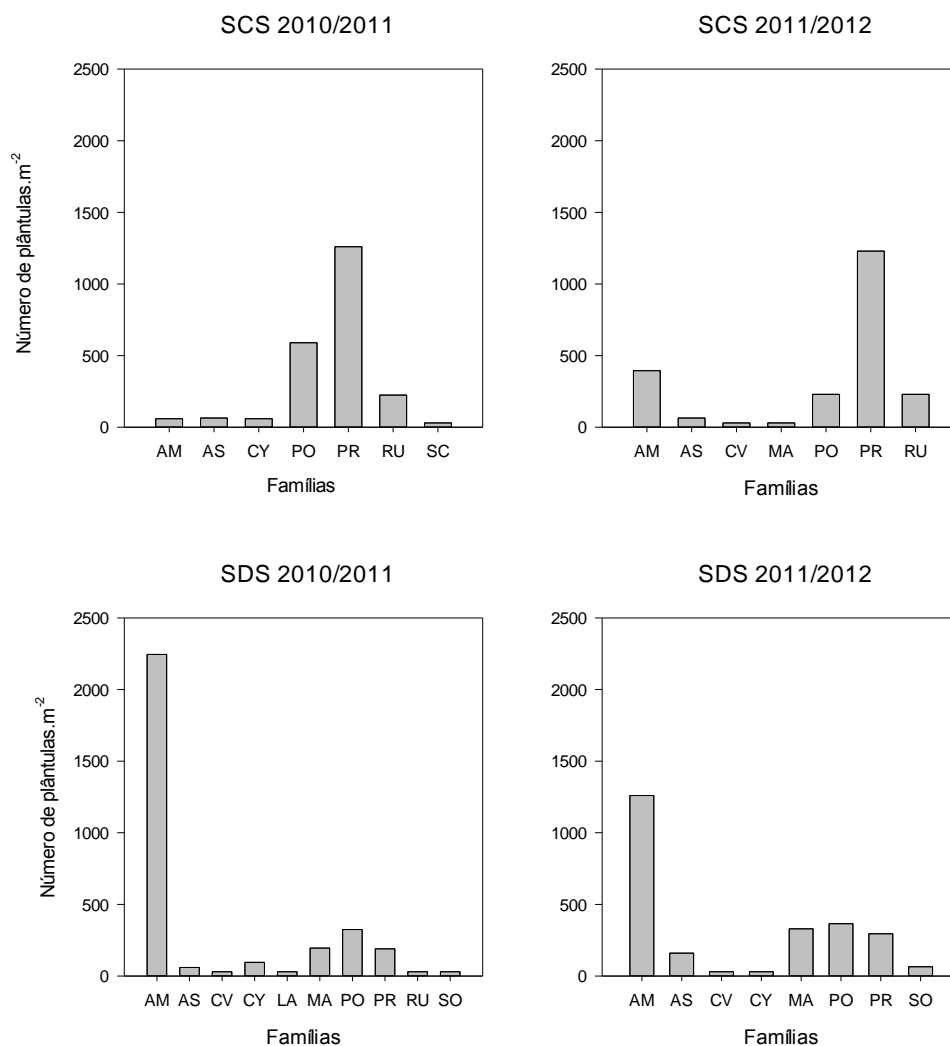 SCS 2010/2011
Número de plântulas.m-2
2500
2000
1500
1000
500
0
AM AS CY PO PR RU SC
Famílias
SCS 2011/2012
2500
2000
1500
1000
500
0
AM AS CV MA PO PR RU
Famílias
SDS 2010/2011
Número de plântulas.m-2
2500
2000
1500
1000
500
0
AM AS CV CY LA MA PO PR RU SO
Famílias
SDS 2011/2012
2500
2000
1500
1000
500
0
AM AS CV CY MA PO PR SO
Famílias